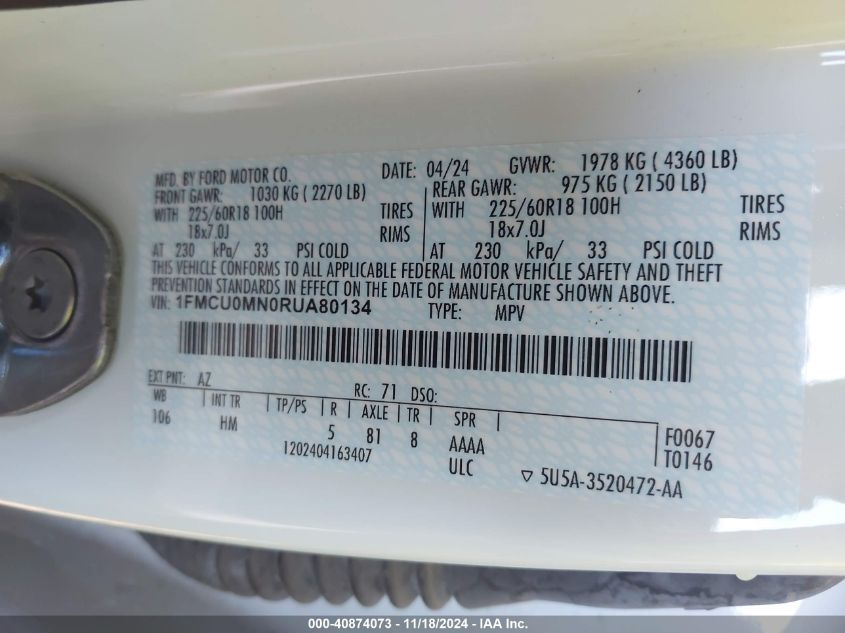 MFD. BY FORD MOTOR CO. DATE: 04/24 GVWR: 1978 KG ( 4360 LB)
FRONT GAWR: 1030 KG ( 2270 LB) REAR GAWR: 975 KG ( 2150 LB)
WITH 225/60R18 100H TIRES WITH 225/60R18 100H TIRES
18x7.0J RIMS 18x7.0J RIMS
AT 230 kPa/ 33 PSI COLD AT 230 kPa/ 33 PSI COLD
THIS VEHICLE CONFORMS TO ALL APPLICABLE FEDERAL MOTOR VEHICLE SAFETY AND THEFT
PREVENTION STANDARDS IN EFFECT ON THE DATE OF MANUFACTURE SHOWN ABOVE.
VIN: 1FMCU0MN0RUA80134 TYPE: MPV
EXT PNT: AZ RC: 71 DSO:
WB INT TR TP/PS R AXLE TR SPR
106 HM 5 81 8 AAAA F0067
1202404163407 ULC T0146
▽ 5U5A-3520472-AA
000-40874073 — 11/18/2024 — IAA Inc.